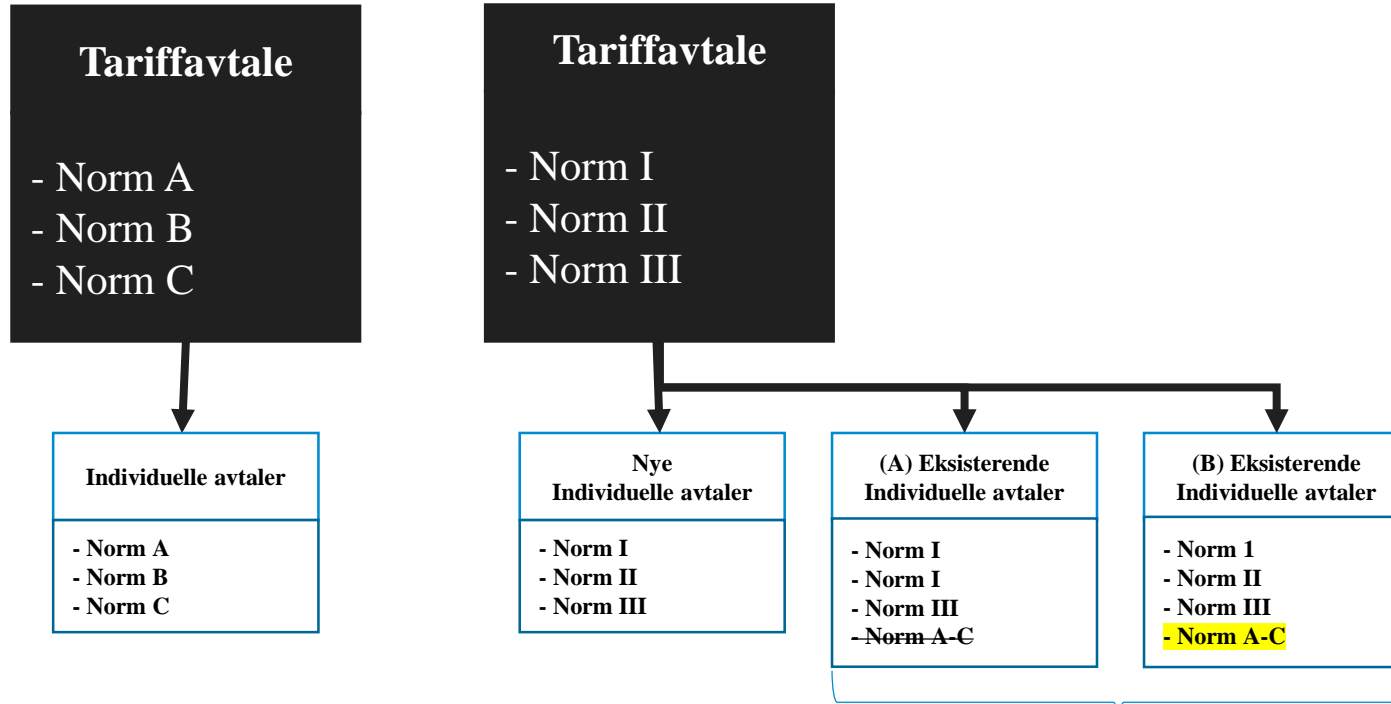 Tariffavtale
- Norm A
- Norm B
- Norm C
Tariffavtale
- Norm I
- Norm II
- Norm III
Individuelle avtaler
- Norm A
- Norm B
- Norm C
Nye
Individuelle avtaler
- Norm I
- Norm II
- Norm III
(A) Eksisterende
Individuelle avtaler
- Norm I
- Norm I
- Norm III
- Norm A-C
(B) Eksisterende
Individuelle avtaler
- Norm 1
- Norm II
- Norm III
- Norm A-C